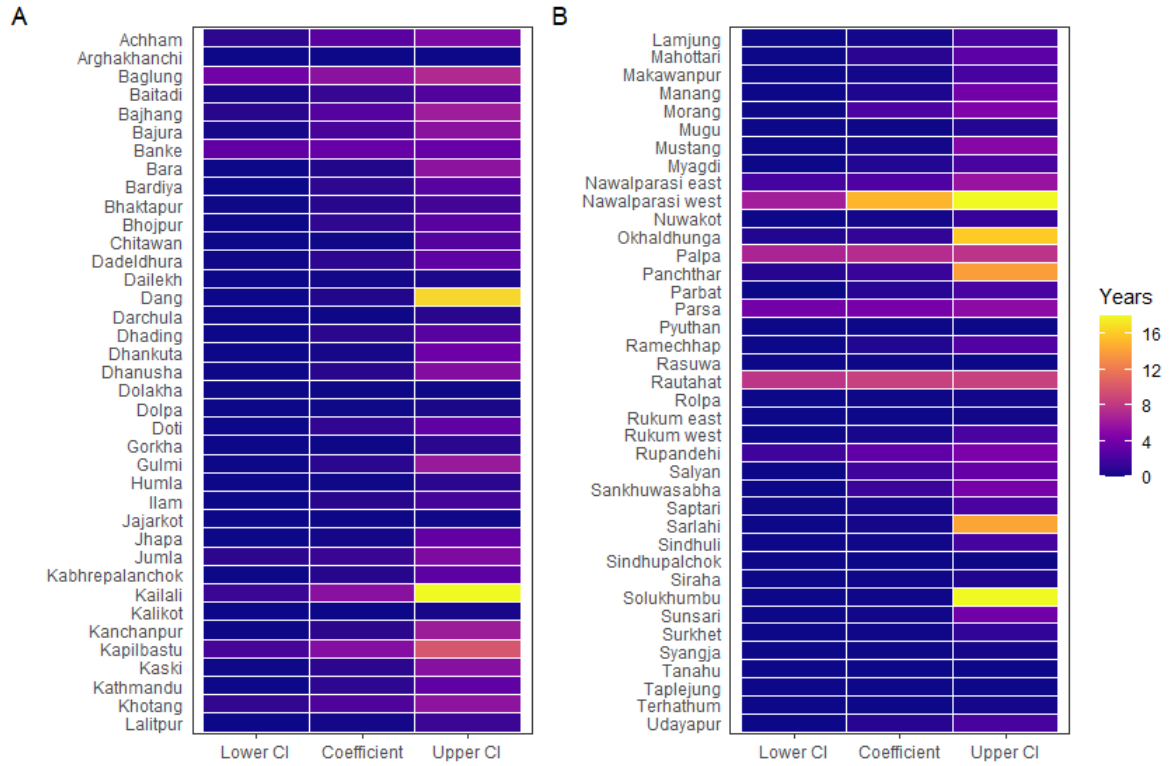 A
Achham
Arghakhanchi
Baglung
Baitadi
Bajhang
Bajura
Banke
Bara
Bardiya
Bhaktapur
Bhojpur
Chitawan
Dadeldhura
Dailekh
Dang
Darchula
Dhading
Dhankuta
Dhanusha
Dolakha
Dolpa
Doti
Gorkha
Gulmi
Humla
Ilam
Jajarkot
Jhapa
Jumla
Kabhrepalanchok
Kailali
Kalikot
Kanchanpur
Kapilbastu
Kaski
Kathmandu
Khotang
Lalitpur
Lower CI Coefficient Upper CI
B
Lamjung
Mahottari
Makawanpur
Manang
Morang
Mugu
Mustang
Myagdi
Nawalparasi east
Nawalparasi west
Nuwakot
Okhaldhunga
Palpa
Panchthar
Parbat
Parsa
Pyuthan
Ramechhap
Rasuwa
Rautahat
Rolpa
Rukum east
Rukum west
Rupandehi
Salyan
Sankhuwasabha
Saptari
Sarlahi
Sindhuli
Sindhupalchok
Siraha
Solukhumbu
Sunsari
Surkhet
Syangja
Tanahu
Taplejung
Terhathum
Udayapur
Lower CI Coefficient Upper CI
Years
16
12
8
4
0